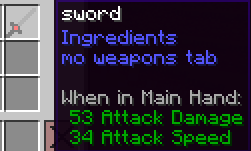 sword
Ingredients
mo weapons tab
When in Main Hand:
53 Attack Damage
34 Attack Speed